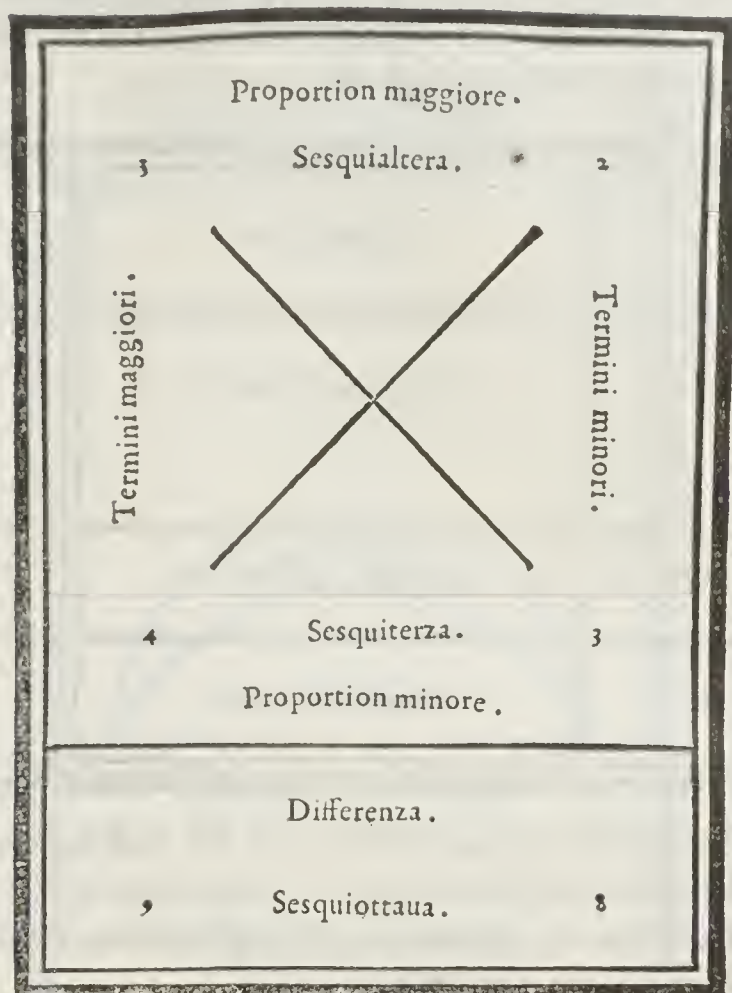 Proportion maggiore.
3 Sesquialtera. 2
Termini maggiori.
Termini minori.
4 Sesquiterza. 3
Proportion minore.
Differenza.
9 Sesquiottaua. 8